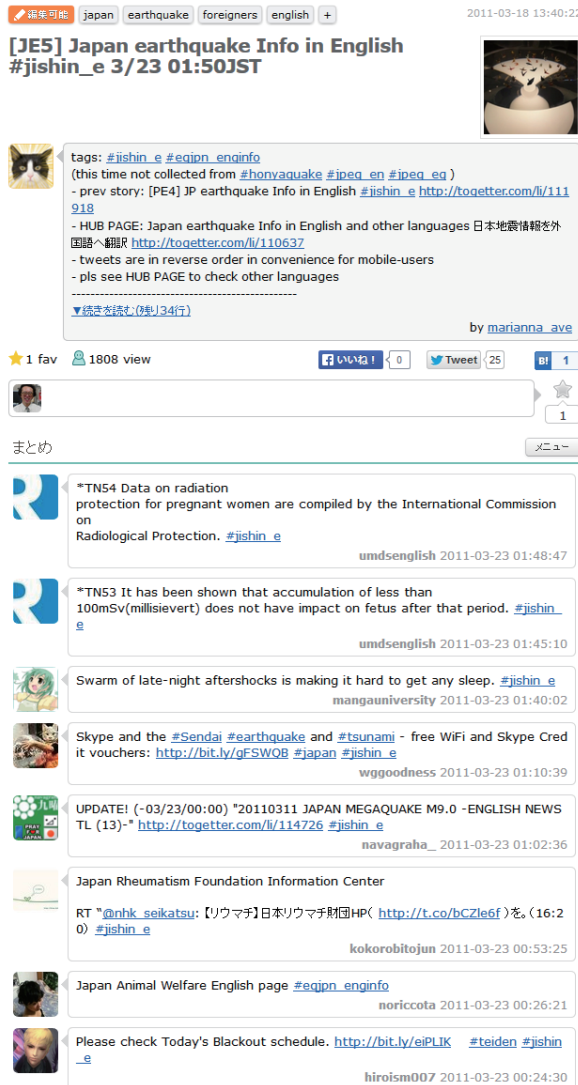 編集可能 japan earthquake foreigners english + 2011-03-18 13:40:22
[JE5] Japan earthquake Info in English
#jishin_e 3/23 01:50JST
tags: #jishin_e #eqjpn_enginfo
(this time not collected from #honyaquake #jpeq_en #jpeg_eq )
- prev story: [PE4] JP earthquake Info in English #jishin_e http://togetter.com/li/111
918
- HUB PAGE: Japan earthquake Info in English and other languages 日本地震情報を外
国語へ翻訳 http://togetter.com/li/110637
- tweets are in reverse order in convenience for mobile-users
- pls see HUB PAGE to check other languages
------------------------------------------------
▼続きを読む(残り34行)
by marianna_ave
1 fav 1808 view いいね！ 0 Tweet 25 B! 1
1
まとめ メニュー
*TN54 Data on radiation
protection for pregnant women are compiled by the International Commission
on
Radiological Protection. #jishin_e
umdsenglish 2011-03-23 01:48:47
*TN53 It has been shown that accumulation of less than
100mSv(millisievert) does not have impact on fetus after that period. #jishin_
e
umdsenglish 2011-03-23 01:45:10
Swarm of late-night aftershocks is making it hard to get any sleep. #jishin_e
mangauniversity 2011-03-23 01:40:02
Skype and the #Sendai #earthquake and #tsunami - free WiFi and Skype Cred
it vouchers: http://bit.ly/gFSWQB #japan #jishin_e
wggoodness 2011-03-23 01:10:39
UPDATE! (-03/23/00:00) "20110311 JAPAN MEGAQUAKE M9.0 -ENGLISH NEWS
TL (13)-" http://togetter.com/li/114726 #jishin_e
navagraha_ 2011-03-23 01:02:36
Japan Rheumatism Foundation Information Center
RT "@nhk_seikatsu: 【リウマチ】日本リウマチ財団HP( http://t.co/bCZle6f )を。(16:2
0) #jishin_e
kokorobitojun 2011-03-23 00:53:25
Japan Animal Welfare English page #eqjpn_enginfo
noriccota 2011-03-23 00:26:21
Please check Today's Blackout schedule. http://bit.ly/eiPLIK #teiden #jishin
_e
hiroism007 2011-03-23 00:24:30